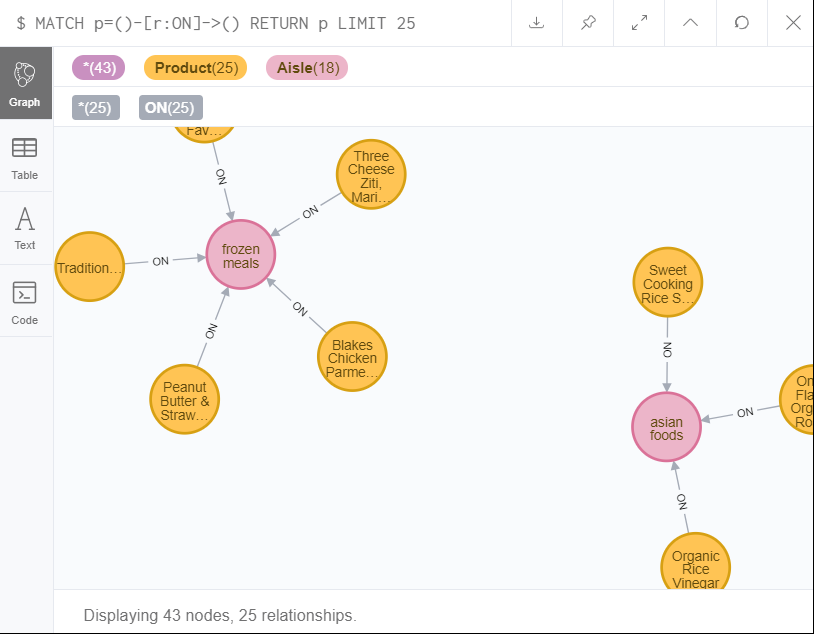 $ MATCH p=()-[r:ON]->() RETURN p LIMIT 25
*(43)
Product(25)
Aisle(18)
*(25)
ON(25)
Graph
Table
Text
Code
Fav...
ON
Three
Cheese
Ziti,
Mari...
ON
frozen
meals
Tradition...
ON
ON
Blakes
Chicken
Parme...
ON
Peanut
Butter &
Straw...
Sweet
Cooking
Rice S...
ON
asian
foods
ON
Org
Ro
ON
Organic
Rice
Vinegar
Displaying 43 nodes, 25 relationships.